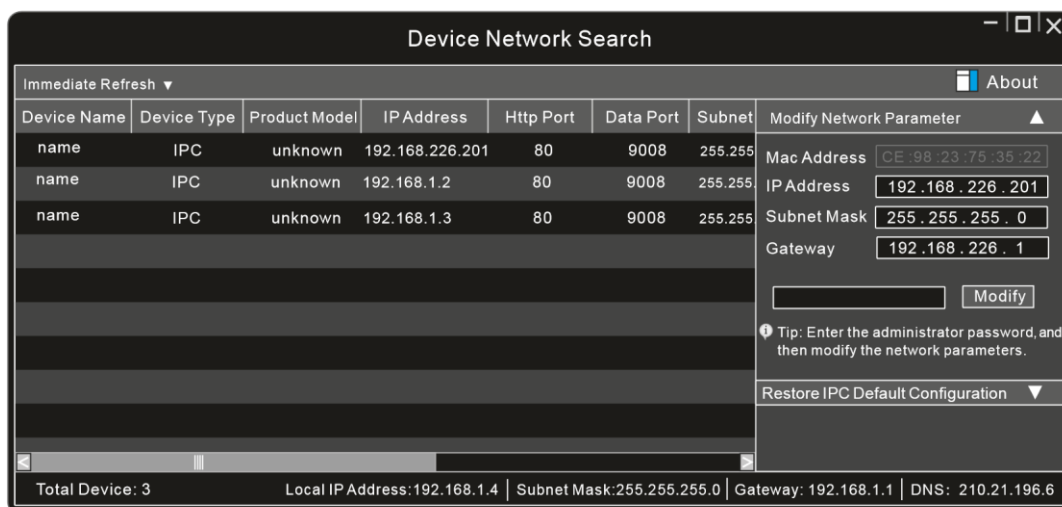 Device Network Search
Immediate Refresh ▼
About
Device Name Device Type Product Model IP Address Http Port Data Port Subnet
name IPC unknown 192.168.226.201 80 9008 255.255
name IPC unknown 192.168.1.2 80 9008 255.255.
name IPC unknown 192.168.1.3 80 9008 255.255
Modify Network Parameter
Mac Address CE:98:23:75:35:22
IP Address 192.168.226.201
Subnet Mask 255.255.255.0
Gateway 192.168.226.1
Modify
Tip: Enter the administrator password, and
then modify the network parameters.
Restore IPC Default Configuration
Total Device: 3 Local IP Address:192.168.1.4 Subnet Mask:255.255.255.0 Gateway: 192.168.1.1 DNS: 210.21.196.6